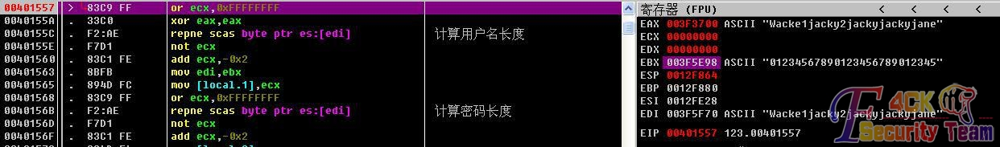 00401557 > 83C9 FF or ecx,0xFFFFFFFF
0040155A . 33C0 xor eax,eax
0040155C . F2:AE repne scas byte ptr es:[edi] 计算用户名长度
0040155E . F7D1 not ecx
00401560 . 83C1 FE add ecx,-0x2
00401563 . 8BFB mov edi,ebx
00401565 . 894D FC mov [local.1],ecx
00401568 . 83C9 FF or ecx,0xFFFFFFFF
0040156B . F2:AE repne scas byte ptr es:[edi] 计算密码长度
0040156D . F7D1 not ecx
0040156F . 83C1 FE add ecx,-0x2
寄存器 (FPU) < < < <
EAX 003F3700 ASCII "Wacke1jacky2jackyjackyjane"
ECX 00000000
EDX 00000000
EBX 003F5E98 ASCII "01234567890123456789012345"
ESP 0012F864
EBP 0012F880
ESI 0012FE28
EDI 003F5F70 ASCII "Wacke1jacky2jackyjackyjane"
EIP 00401557 123.00401557
F4CK
Security Team